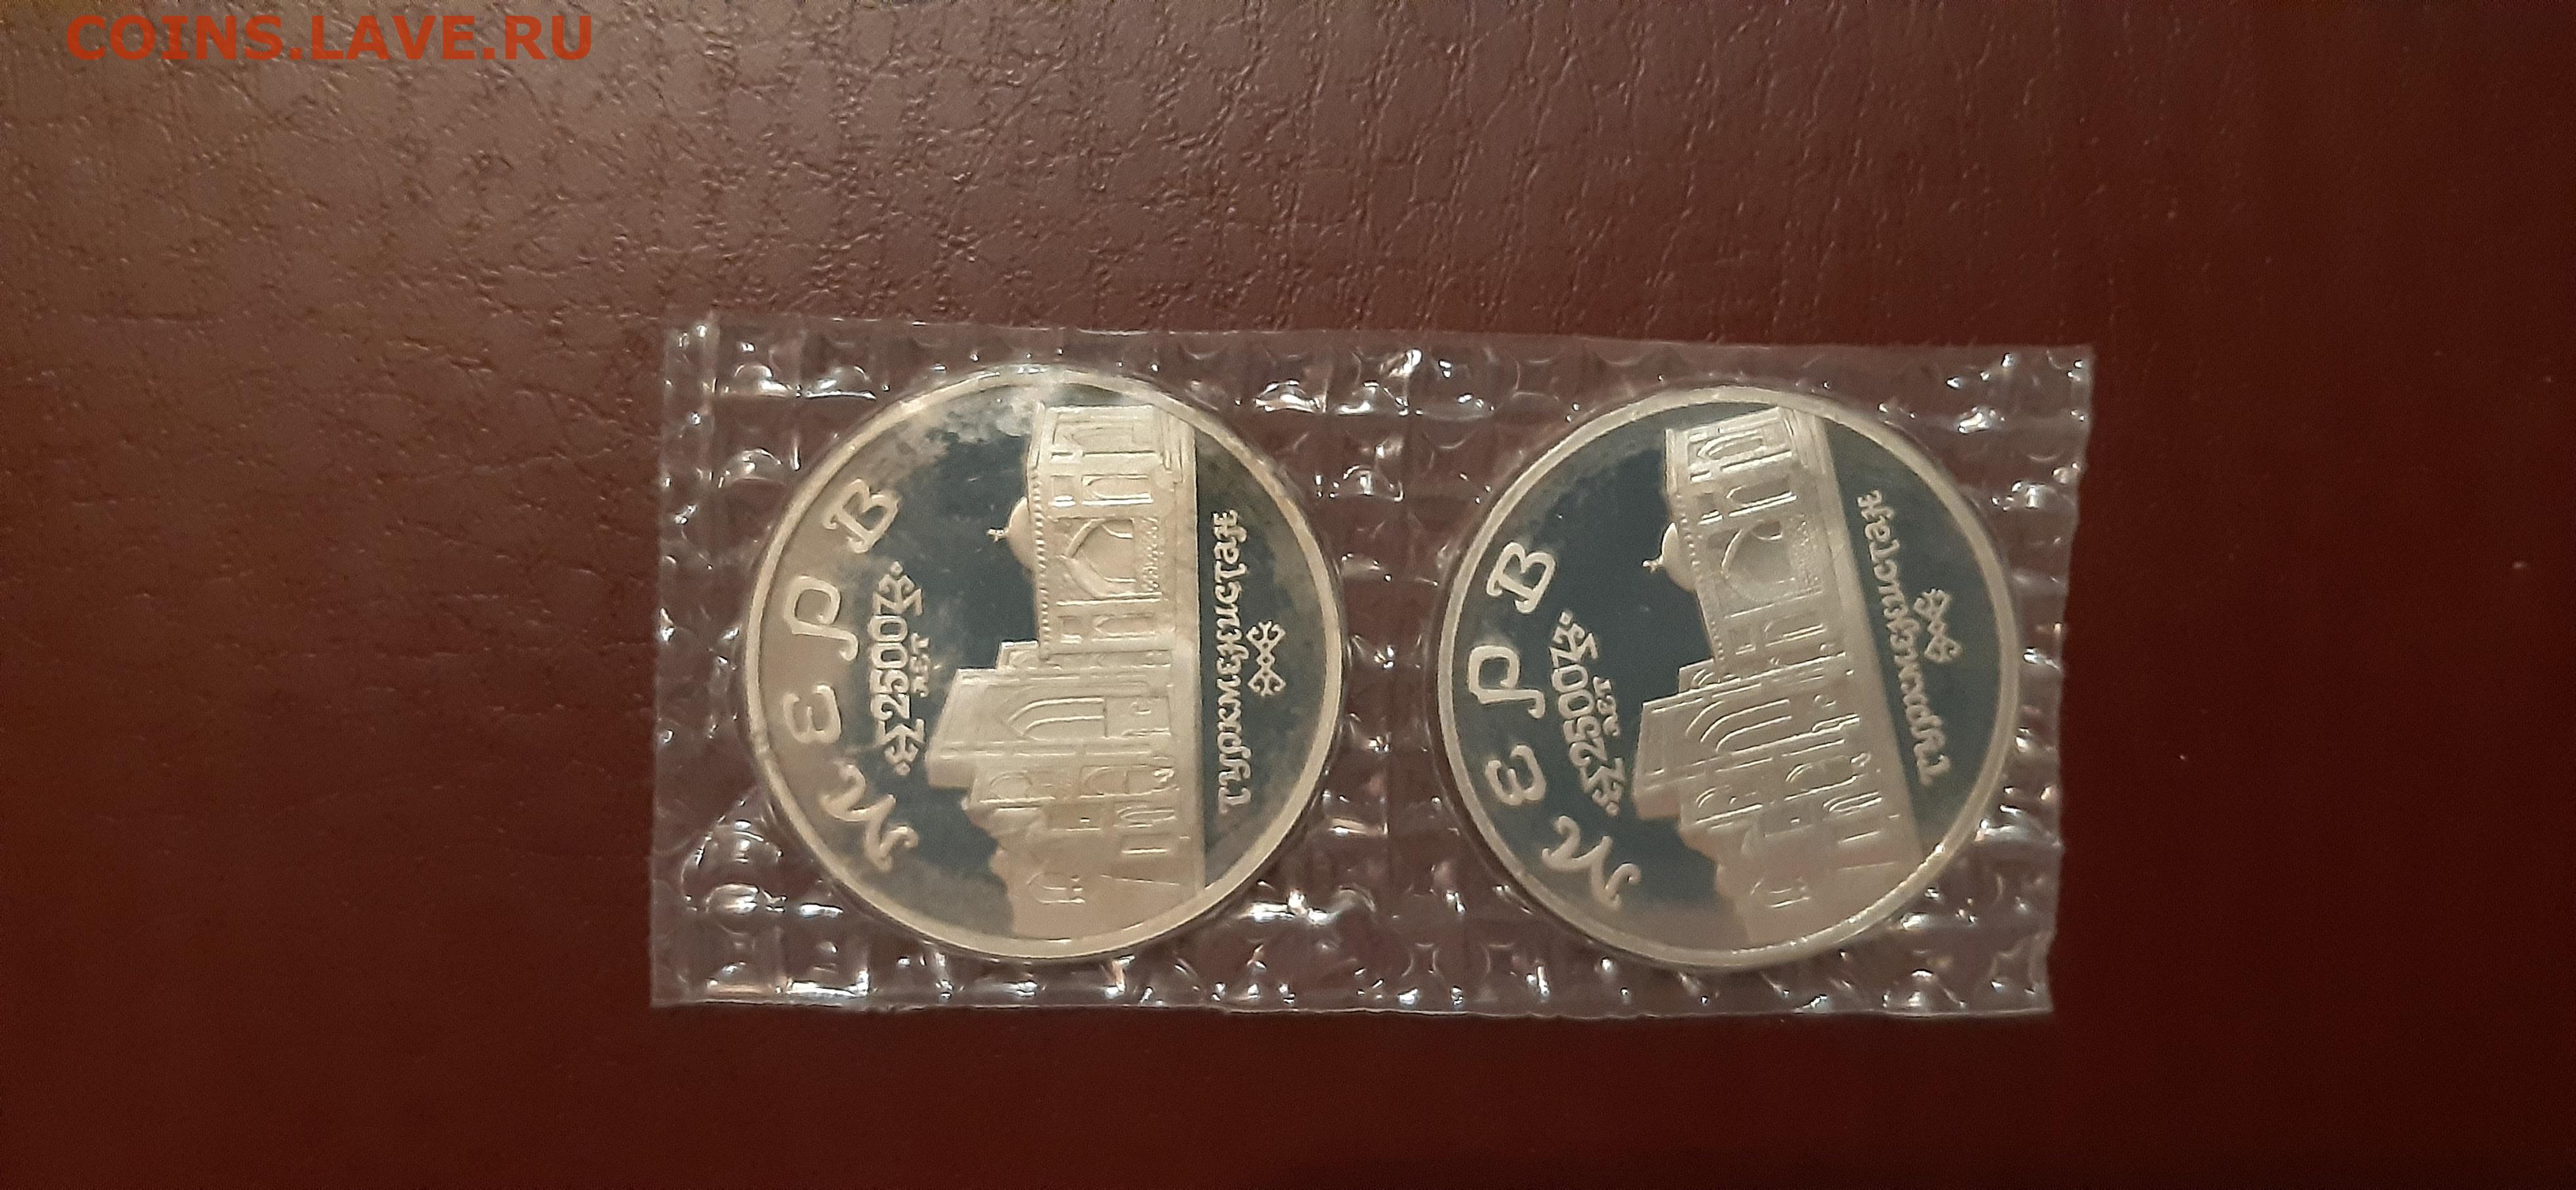 COINS.LAVE.RU
МЕРВ
2500
ЛЕТ
ТУРКМЕНИСТАН
МЕРВ
2500
ЛЕТ
ТУРКМЕНИСТАН